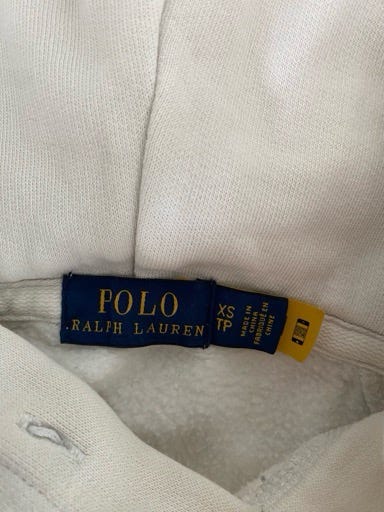 POLO
RALPH LAUREN
XS
TP
MADE IN
CHINA
FABRIQUÉ EN
CHINE